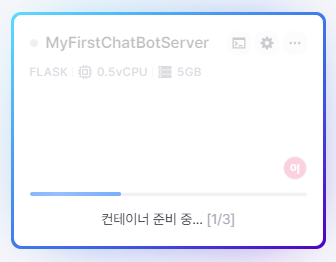 MyFirstChatBotServer
FLASK 0.5vCPU 5GB
이
컨테이너 준비 중... [1/3]